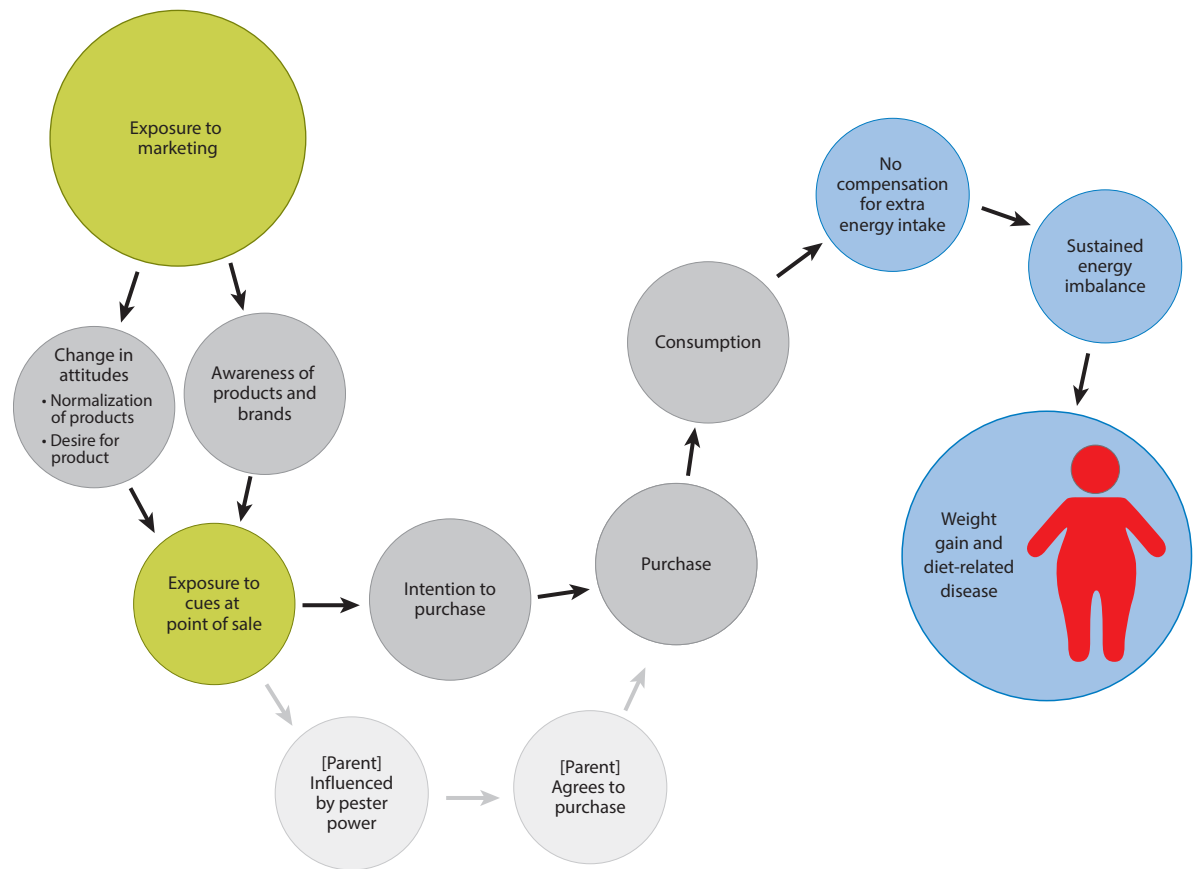 Exposure to
marketing
Change in
attitudes
• Normalization
of products
• Desire for
product
Awareness of
products and
brands
Exposure to
cues at
point of sale
Intention to
purchase
[Parent]
Influenced
by pester
power
[Parent]
Agrees to
purchase
Purchase
Consumption
No
compensation
for extra
energy intake
Sustained
energy
imbalance
Weight
gain and
diet-related
disease